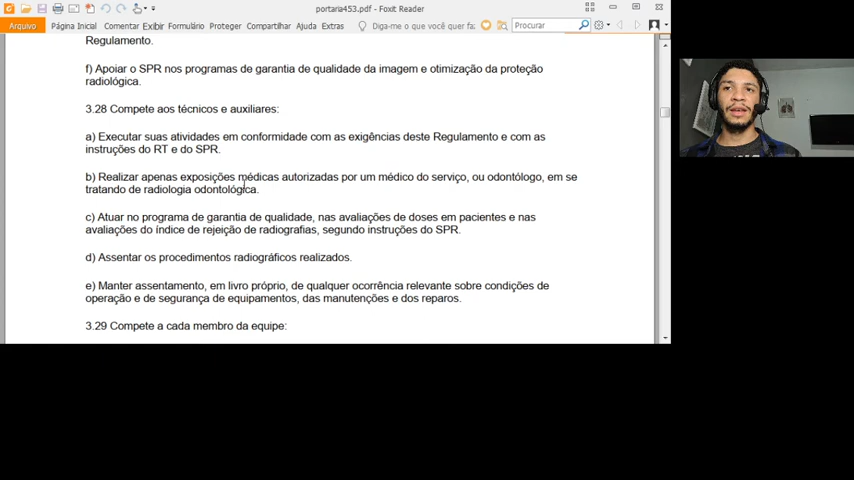 portaria453.pdf - Foxit Reader
Arquivo Página Inicial Comentar Exibir Formulário Proteger Compartilhar Ajuda Extras Diga-me o que você quer faz Procurar
Regulamento.
f) Apoiar o SPR nos programas de garantia de qualidade da imagem e otimização da proteção
radiológica.
3.28 Compete aos técnicos e auxiliares:
a) Executar suas atividades em conformidade com as exigências deste Regulamento e com as
instruções do RT e do SPR.
b) Realizar apenas exposições médicas autorizadas por um médico do serviço, ou odontólogo, em se
tratando de radiologia odontológica.
c) Atuar no programa de garantia de qualidade, nas avaliações de doses em pacientes e nas
avaliações do índice de rejeição de radiografias, segundo instruções do SPR.
d) Assentar os procedimentos radiográficos realizados.
e) Manter assentamento, em livro próprio, de qualquer ocorrência relevante sobre condições de
operação e de segurança de equipamentos, das manutenções e dos reparos.
3.29 Compete a cada membro da equipe: